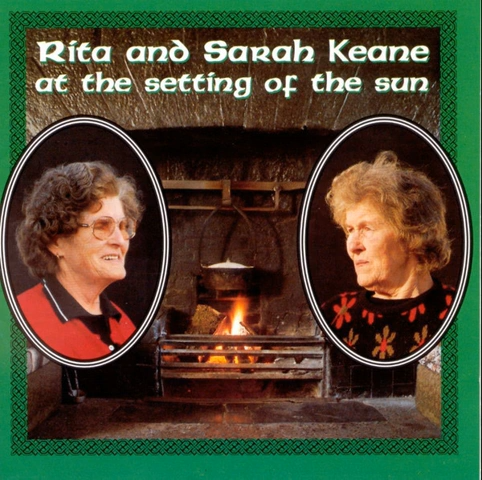 Rita and Sarah Keane
at the setting of the sun